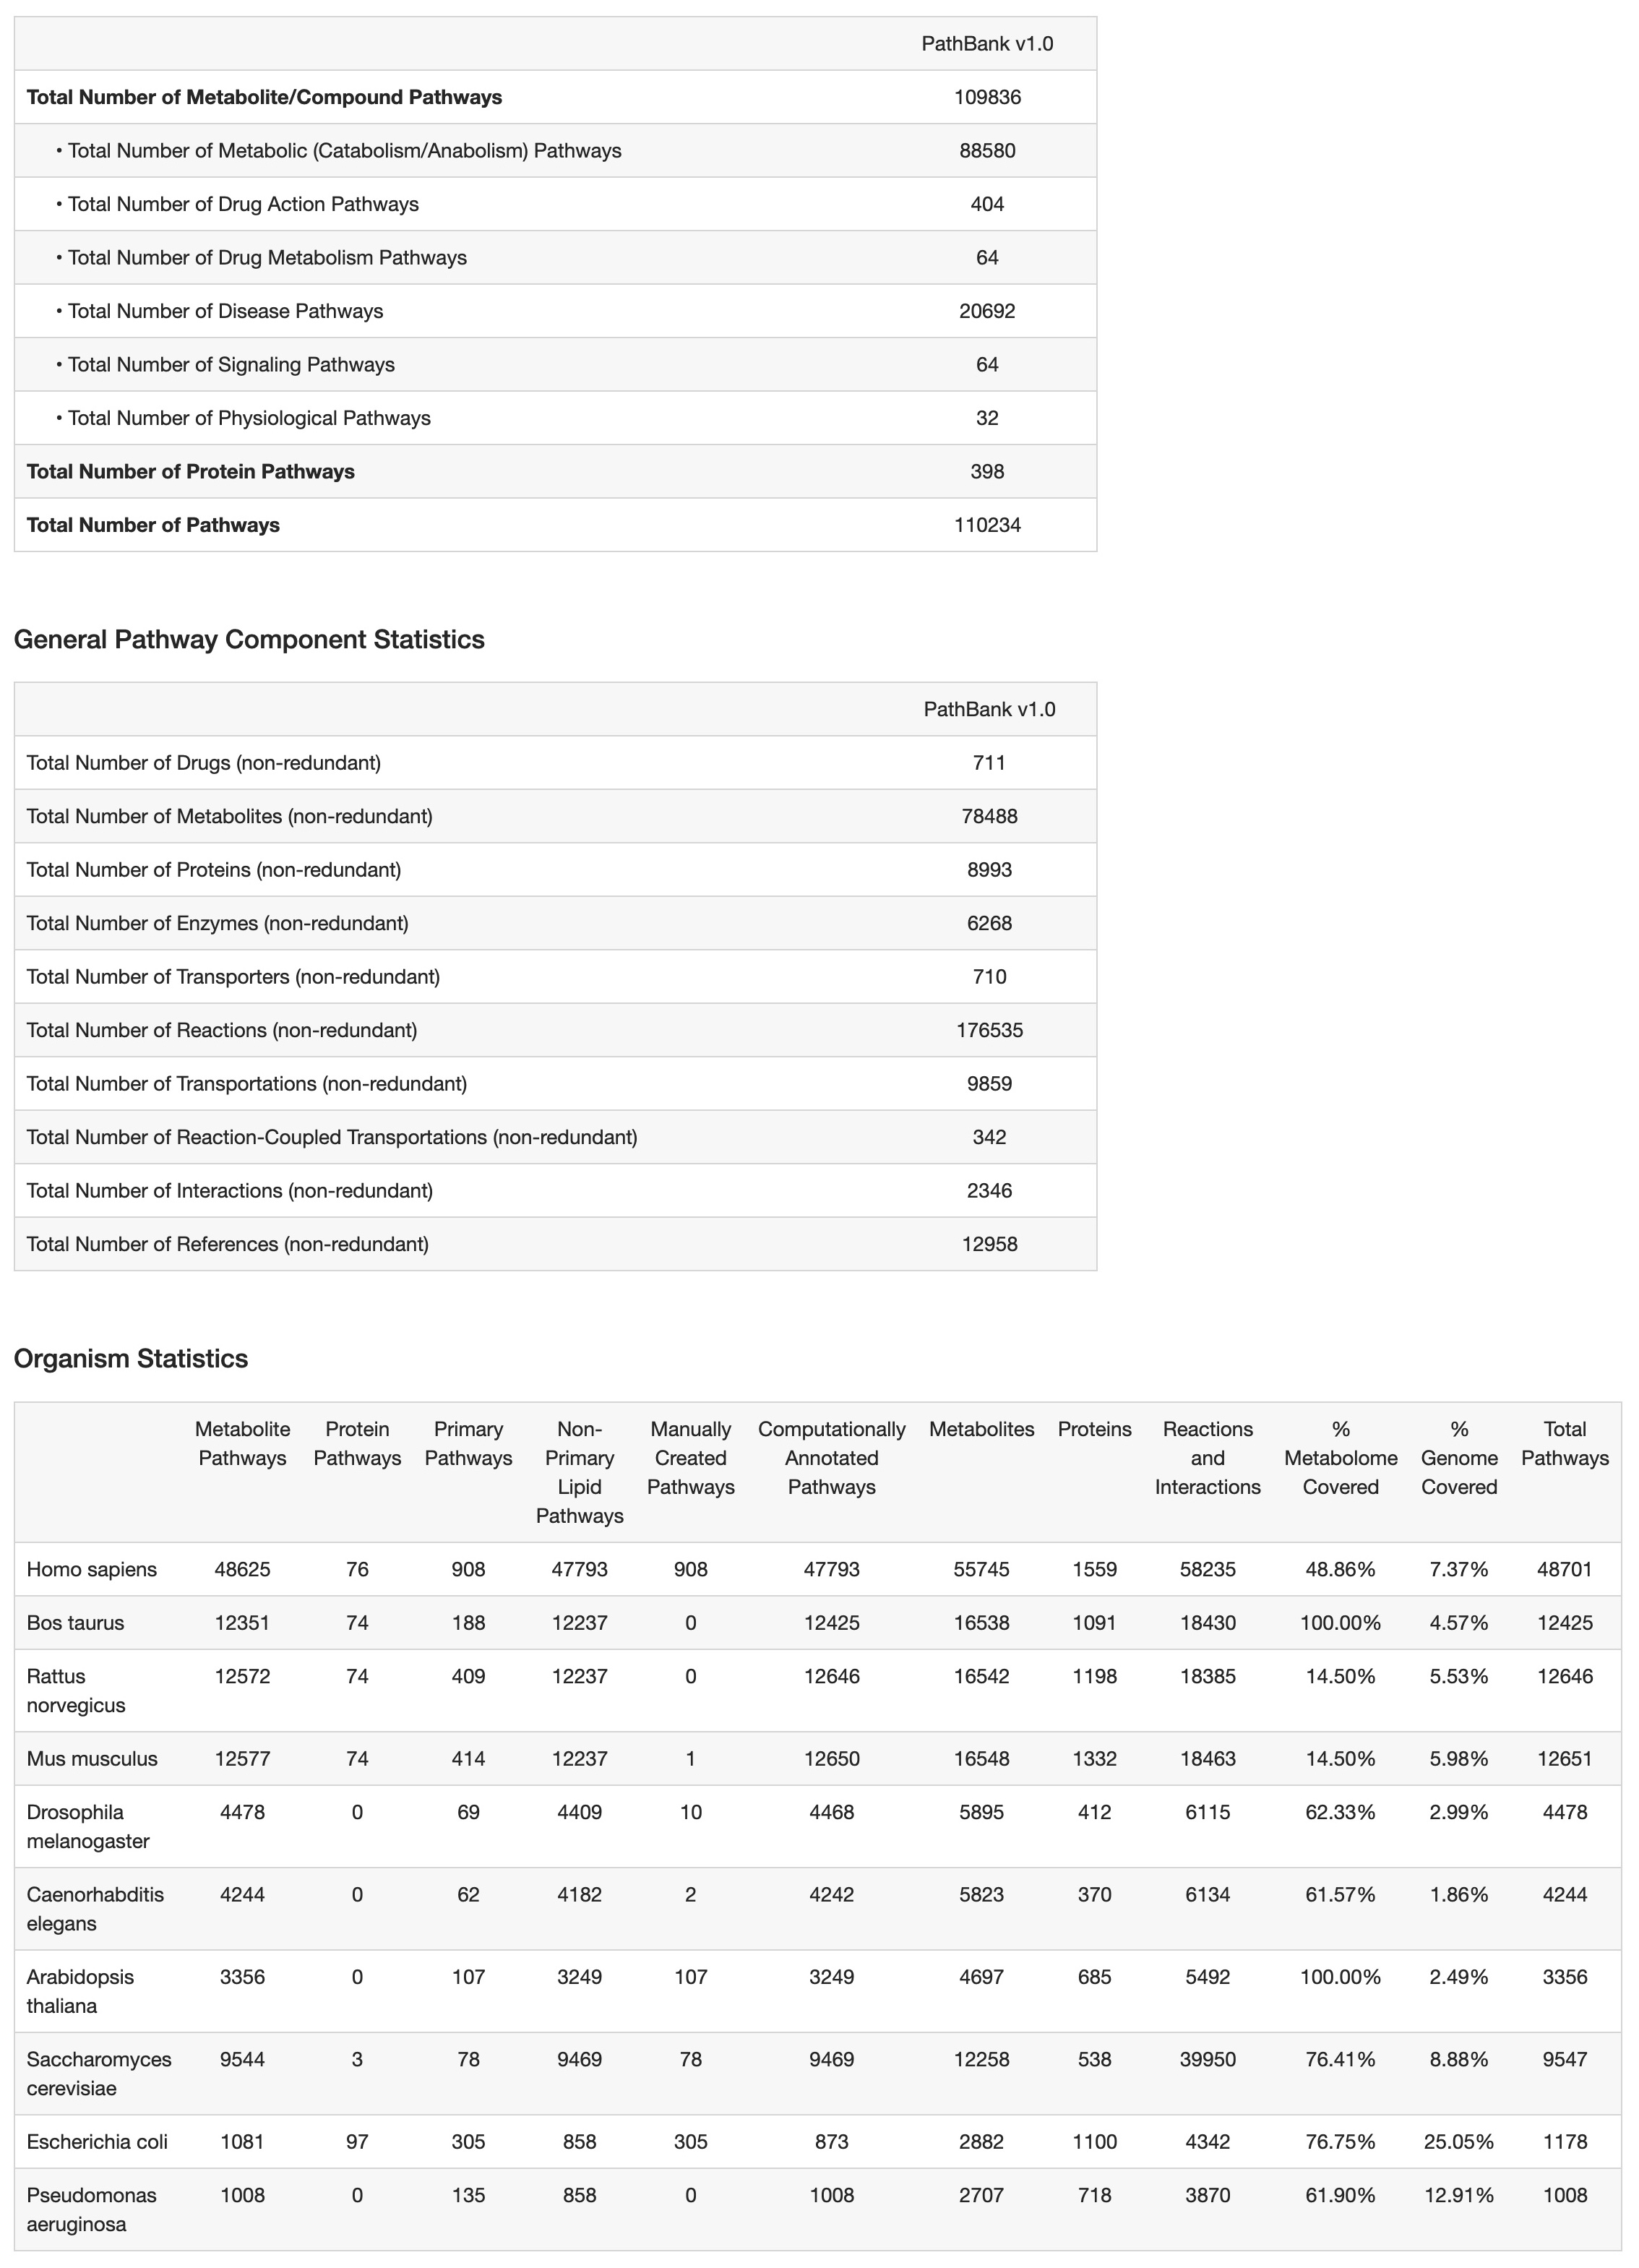 PathBank v1.0
Total Number of Metabolite/Compound Pathways 109836
• Total Number of Metabolic (Catabolism/Anabolism) Pathways 88580
• Total Number of Drug Action Pathways 404
• Total Number of Drug Metabolism Pathways 64
• Total Number of Disease Pathways 20692
• Total Number of Signaling Pathways 64
• Total Number of Physiological Pathways 32
Total Number of Protein Pathways 398
Total Number of Pathways 110234
General Pathway Component Statistics
PathBank v1.0
Total Number of Drugs (non-redundant) 711
Total Number of Metabolites (non-redundant) 78488
Total Number of Proteins (non-redundant) 8993
Total Number of Enzymes (non-redundant) 6268
Total Number of Transporters (non-redundant) 710
Total Number of Reactions (non-redundant) 176535
Total Number of Transportations (non-redundant) 9859
Total Number of Reaction-Coupled Transportations (non-redundant) 342
Total Number of Interactions (non-redundant) 2346
Total Number of References (non-redundant) 12958
Organism Statistics
Metabolite Protein Primary Non- Manually Computationally Metabolites Proteins Reactions % % Total
Pathways Pathways Pathways Primary Created Annotated and Metabolome Genome Pathways
Lipid Pathways Pathways Interactions Covered Covered
Pathways
Homo sapiens 48625 76 908 47793 908 47793 55745 1559 58235 48.86% 7.37% 48701
Bos taurus 12351 74 188 12237 0 12425 16538 1091 18430 100.00% 4.57% 12425
Rattus 12572 74 409 12237 0 12646 16542 1198 18385 14.50% 5.53% 12646
norvegicus
Mus musculus 12577 74 414 12237 1 12650 16548 1332 18463 14.50% 5.98% 12651
Drosophila 4478 0 69 4409 10 4468 5895 412 6115 62.33% 2.99% 4478
melanogaster
Caenorhabditis 4244 0 62 4182 2 4242 5823 370 6134 61.57% 1.86% 4244
elegans
Arabidopsis 3356 0 107 3249 107 3249 4697 685 5492 100.00% 2.49% 3356
thaliana
Saccharomyces 9544 3 78 9469 78 9469 12258 538 39950 76.41% 8.88% 9547
cerevisiae
Escherichia coli 1081 97 305 858 305 873 2882 1100 4342 76.75% 25.05% 1178
Pseudomonas 1008 0 135 858 0 1008 2707 718 3870 61.90% 12.91% 1008
aeruginosa